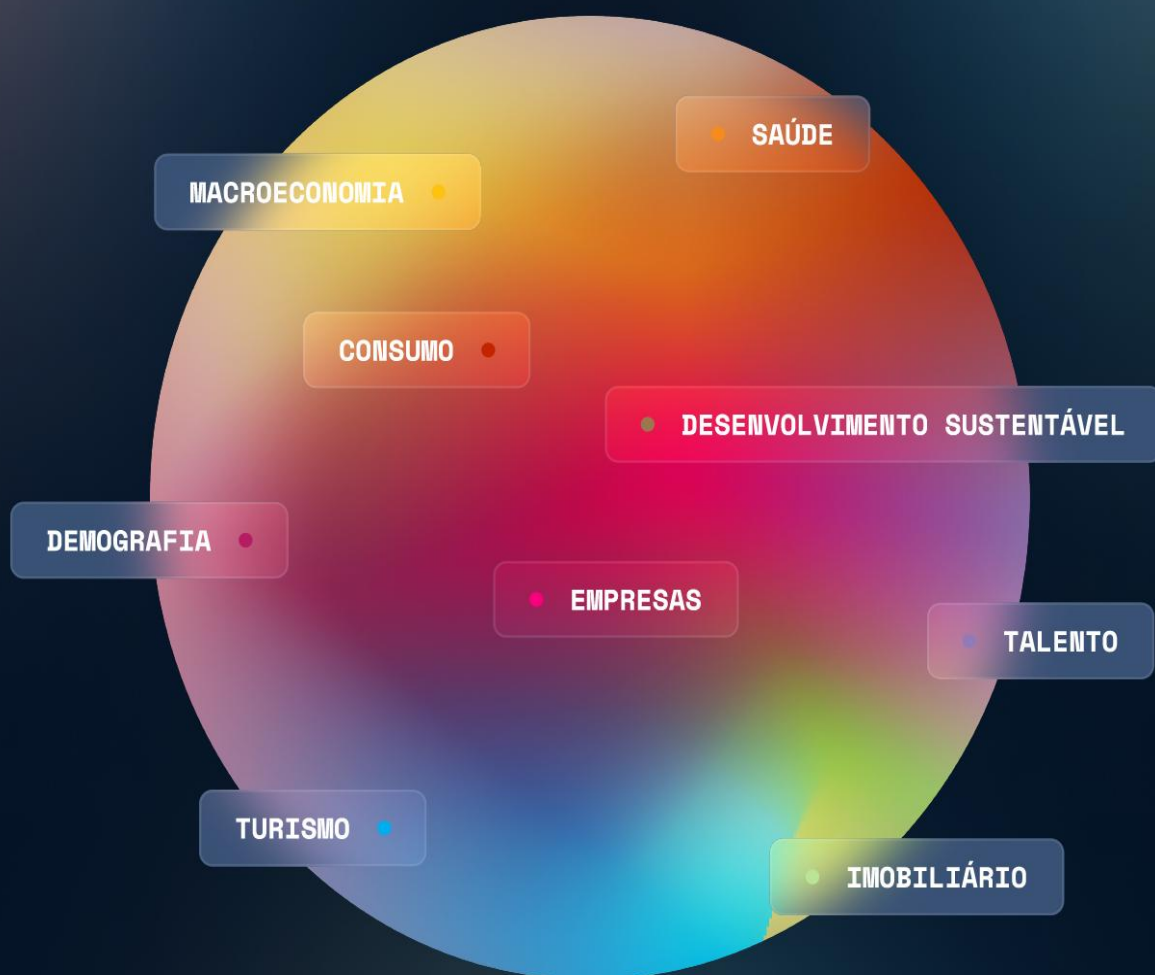 SAÚDE
MACROECONOMIA
CONSUMO
DESENVOLVIMENTO SUSTENTÁVEL
DEMOGRAFIA
EMPRESAS
TALENTO
TURISMO
IMOBILIÁRIO